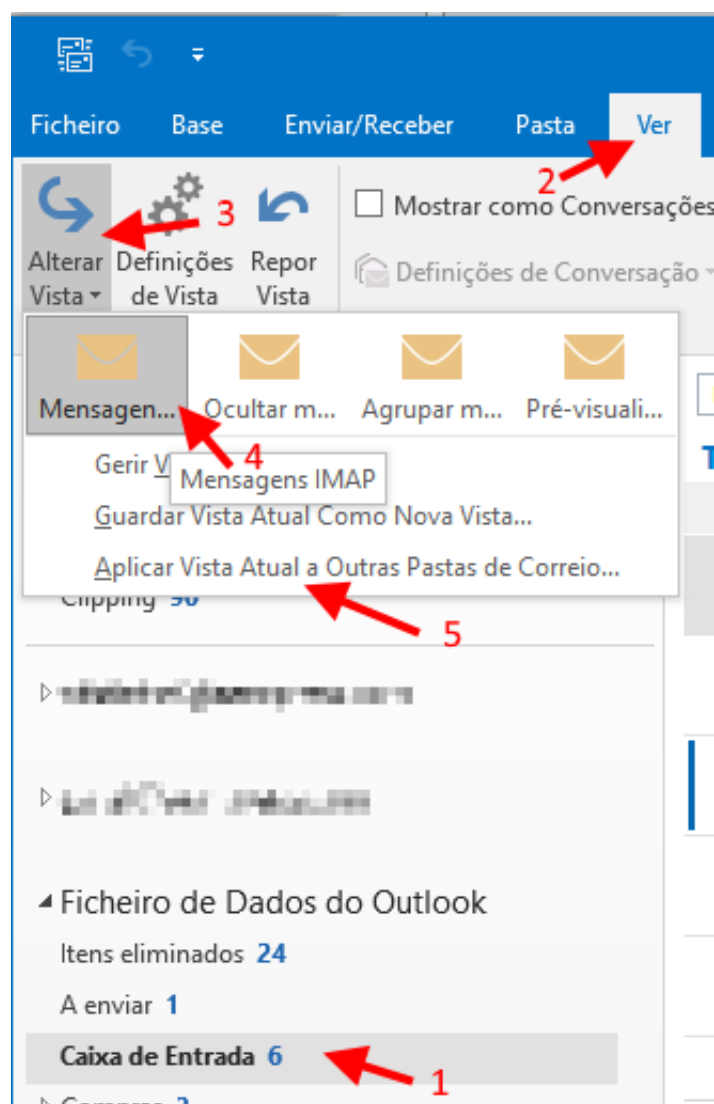 Ficheiro Base Enviar/Receber Pasta Ver
2
3
Mostrar como Conversações
Alterar Vista Definições de Vista Repor Vista
Definições de Conversação
Mensagen... Ocultar m... Agrupar m... Pré-visuali...
4
Gerir V
Mensagens IMAP
Guardar Vista Atual Como Nova Vista...
Aplicar Vista Atual a Outras Pastas de Correio...
Clipping 90
5
Ficheiro de Dados do Outlook
Itens eliminados 24
A enviar 1
Caixa de Entrada 6
1
Compras